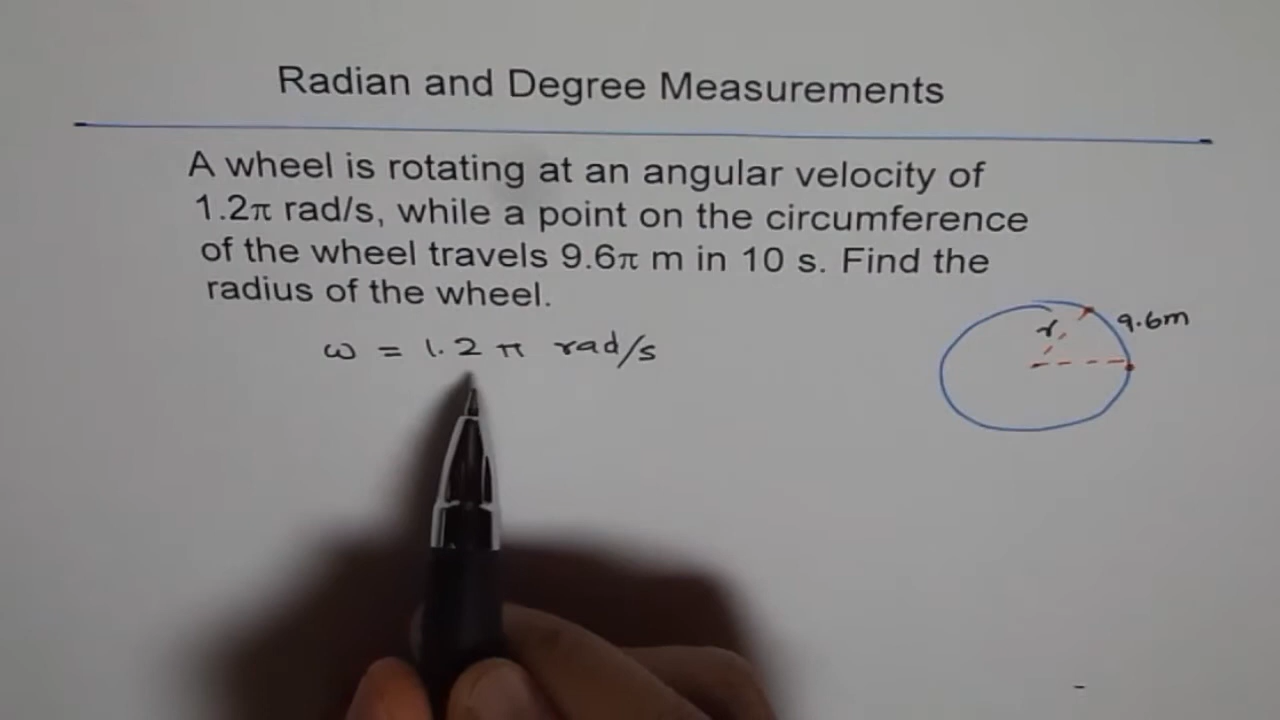 Radian and Degree Measurements
A wheel is rotating at an angular velocity of
1.2π rad/s, while a point on the circumference
of the wheel travels 9.6π m in 10 s. Find the
radius of the wheel.
ω = 1.2 π rad/s
r
9.6m